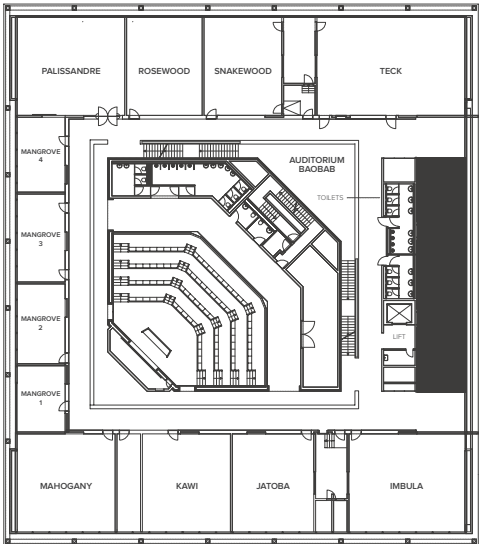 PALISSANDRE
ROSEWOOD
SNAKEWOOD
TECK
MANGROVE
4
AUDITORIUM
BAOBAB
TOILETS
MANGROVE
3
MANGROVE
2
LIFT
MANGROVE
1
MAHOGANY
KAWI
JATOBA
IMBULA